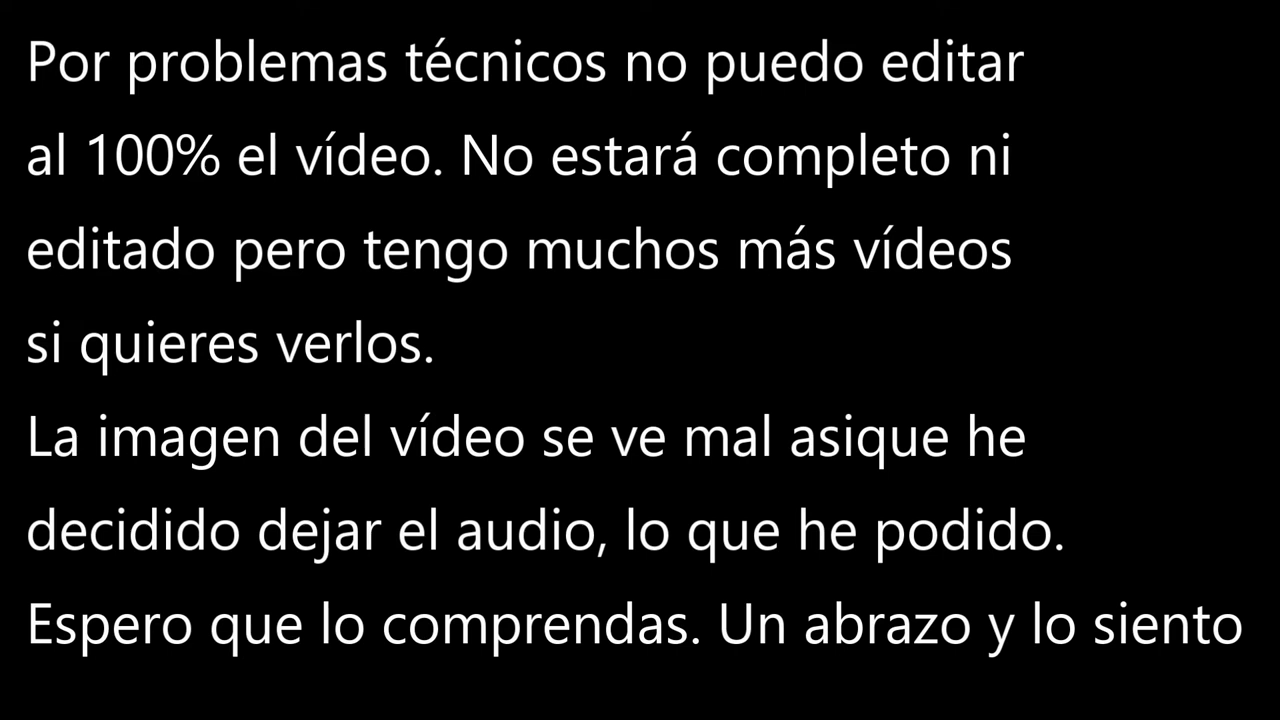 Por problemas técnicos no puedo editar
al 100% el vídeo. No estará completo ni
editado pero tengo muchos más vídeos
si quieres verlos.
La imagen del vídeo se ve mal asique he
decidido dejar el audio, lo que he podido.
Espero que lo comprendas. Un abrazo y lo siento